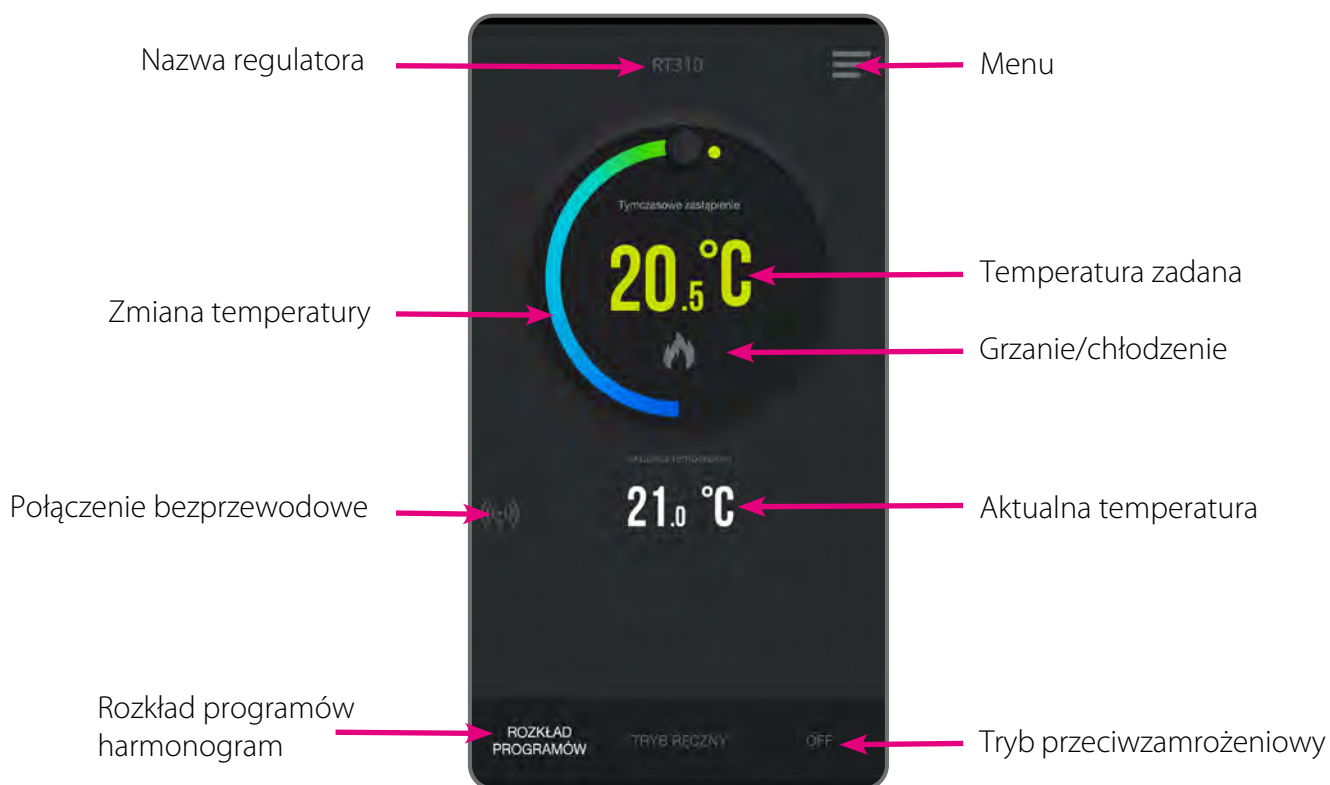 Nazwa regulatora
RT310
Menu
Tymczasowe zastąpienie
20.5°C
Temperatura zadana
Zmiana temperatury
Grzanie/chłodzenie
Połączenie bezprzewodowe
21.0 °C
Aktualna temperatura
Rozkład programów
harmonogram
ROZKŁAD
PROGRAMÓW
TRYB RĘCZNY
OFF
Tryb przeciwzamrożeniowy